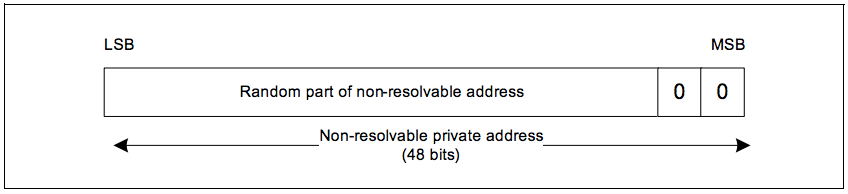 LSB MSB
Random part of non-resolvable address 0 0
Non-resolvable private address
(48 bits)